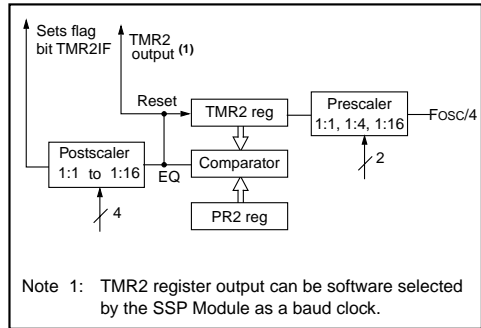 Sets flag
bit TMR2IF
TMR2
output (1)
Reset
TMR2 reg
Prescaler
1:1, 1:4, 1:16
FOSC/4
2
Postscaler
1:1 to 1:16
EQ
Comparator
4
PR2 reg
Note 1: TMR2 register output can be software selected
by the SSP Module as a baud clock.